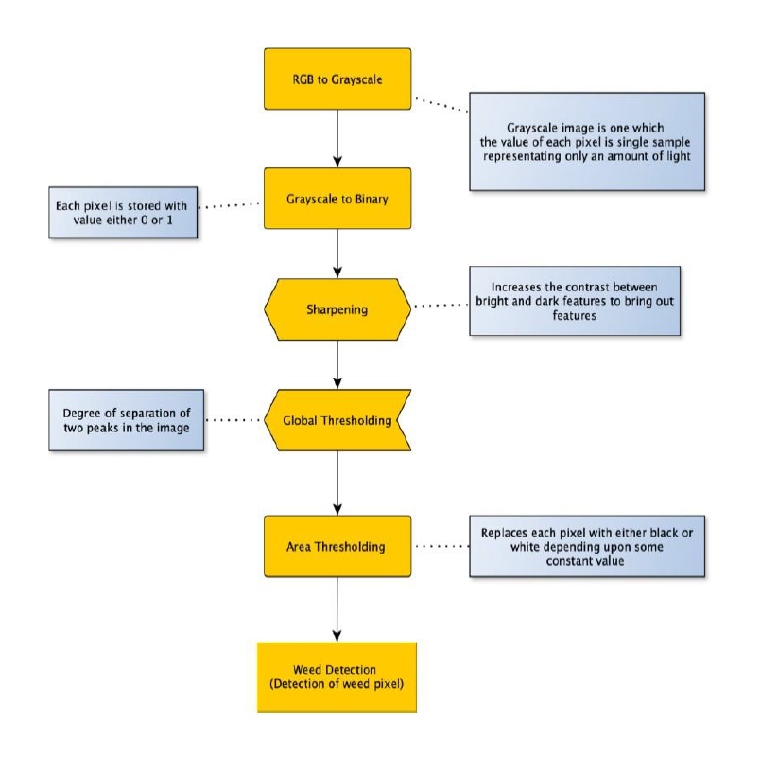 RGB to Grayscale
Grayscale image is one which
the value of each pixel is single sample
representating only an amount of light
Each pixel is stored with
value either 0 or 1
Grayscale to Binary
Sharpening
Increases the contrast between
bright and dark features to bring out
features
Degree of separation of
two peaks in the image
Global Thresholding
Area Thresholding
Replaces each pixel with either black or
white depending upon some
constant value
Weed Detection
(Detection of weed pixel)